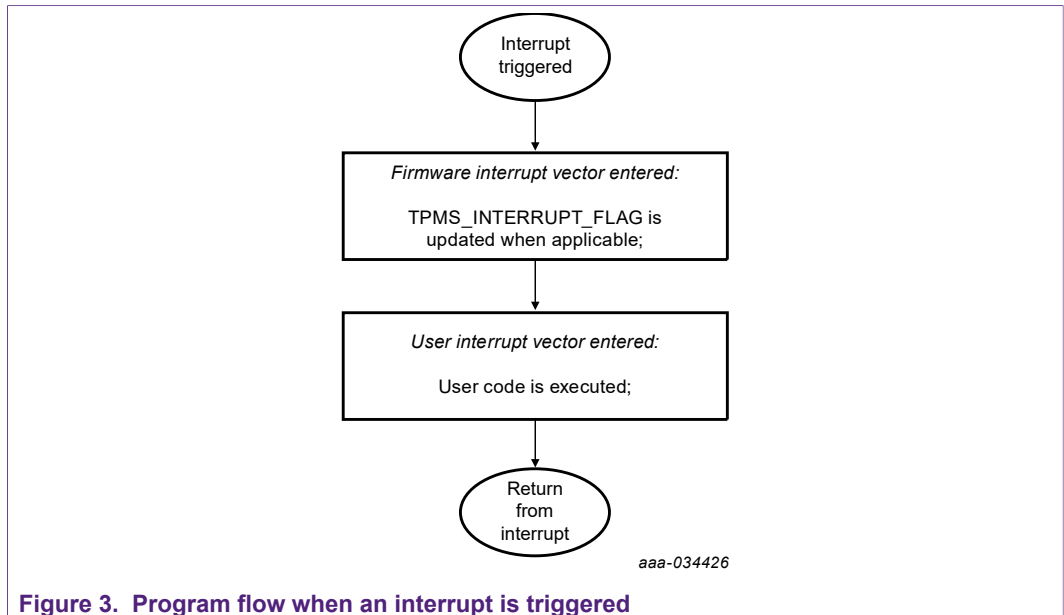 Interrupt
triggered
Firmware interrupt vector entered:
TPMS_INTERRUPT_FLAG is
updated when applicable;
User interrupt vector entered:
User code is executed;
Return
from
interrupt
aaa-034426
Figure 3. Program flow when an interrupt is triggered